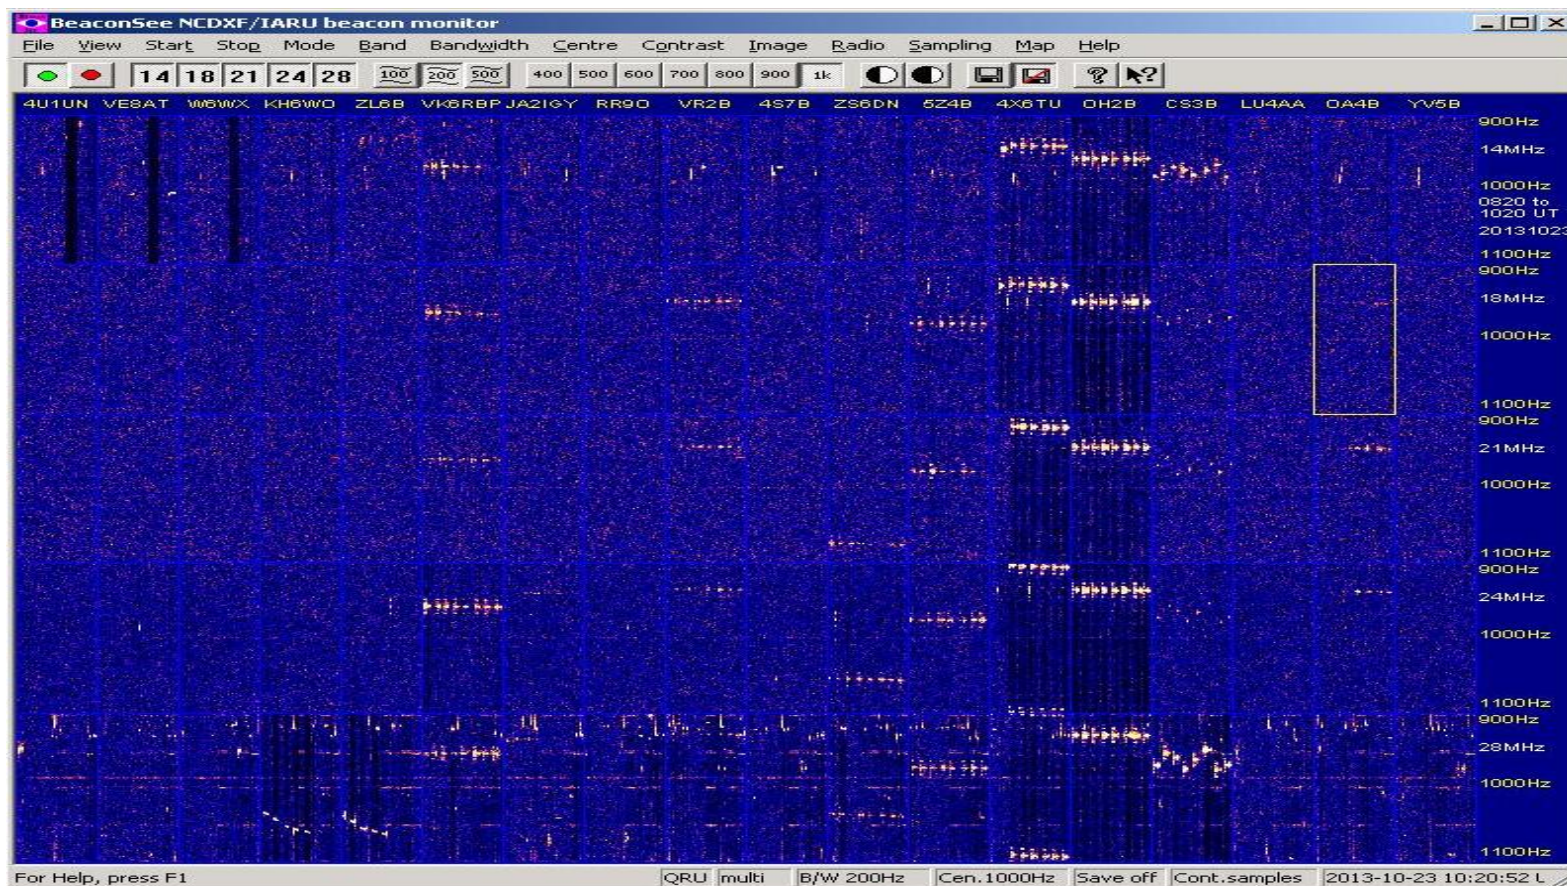 BeaconSee NCDXF/IARU beacon monitor
File View Start Stop Mode Band Bandwidth Centre Contrast Image Radio Sampling Map Help
14 18 21 24 28 100 200 500 400 500 600 700 800 900 1k ? ?
4U1UN VE8AT W6WX KH6WO ZL6B VK6RBP JA2IGY RR9O VR2B 4S7B ZS6DN 5Z4B 4X6TU OH2B CS3B LU4AA OA4B YV5B
900Hz
14MHz
1000Hz
0820 to
1020 UT
20131023
1100Hz
900Hz
18MHz
1000Hz
1100Hz
900Hz
21MHz
1000Hz
1100Hz
900Hz
24MHz
1000Hz
1100Hz
900Hz
28MHz
1000Hz
1100Hz
For Help, press F1 QRU multi B/W 200Hz Cen.1000Hz Save off Cont.samples 2013-10-23 10:20:52 U